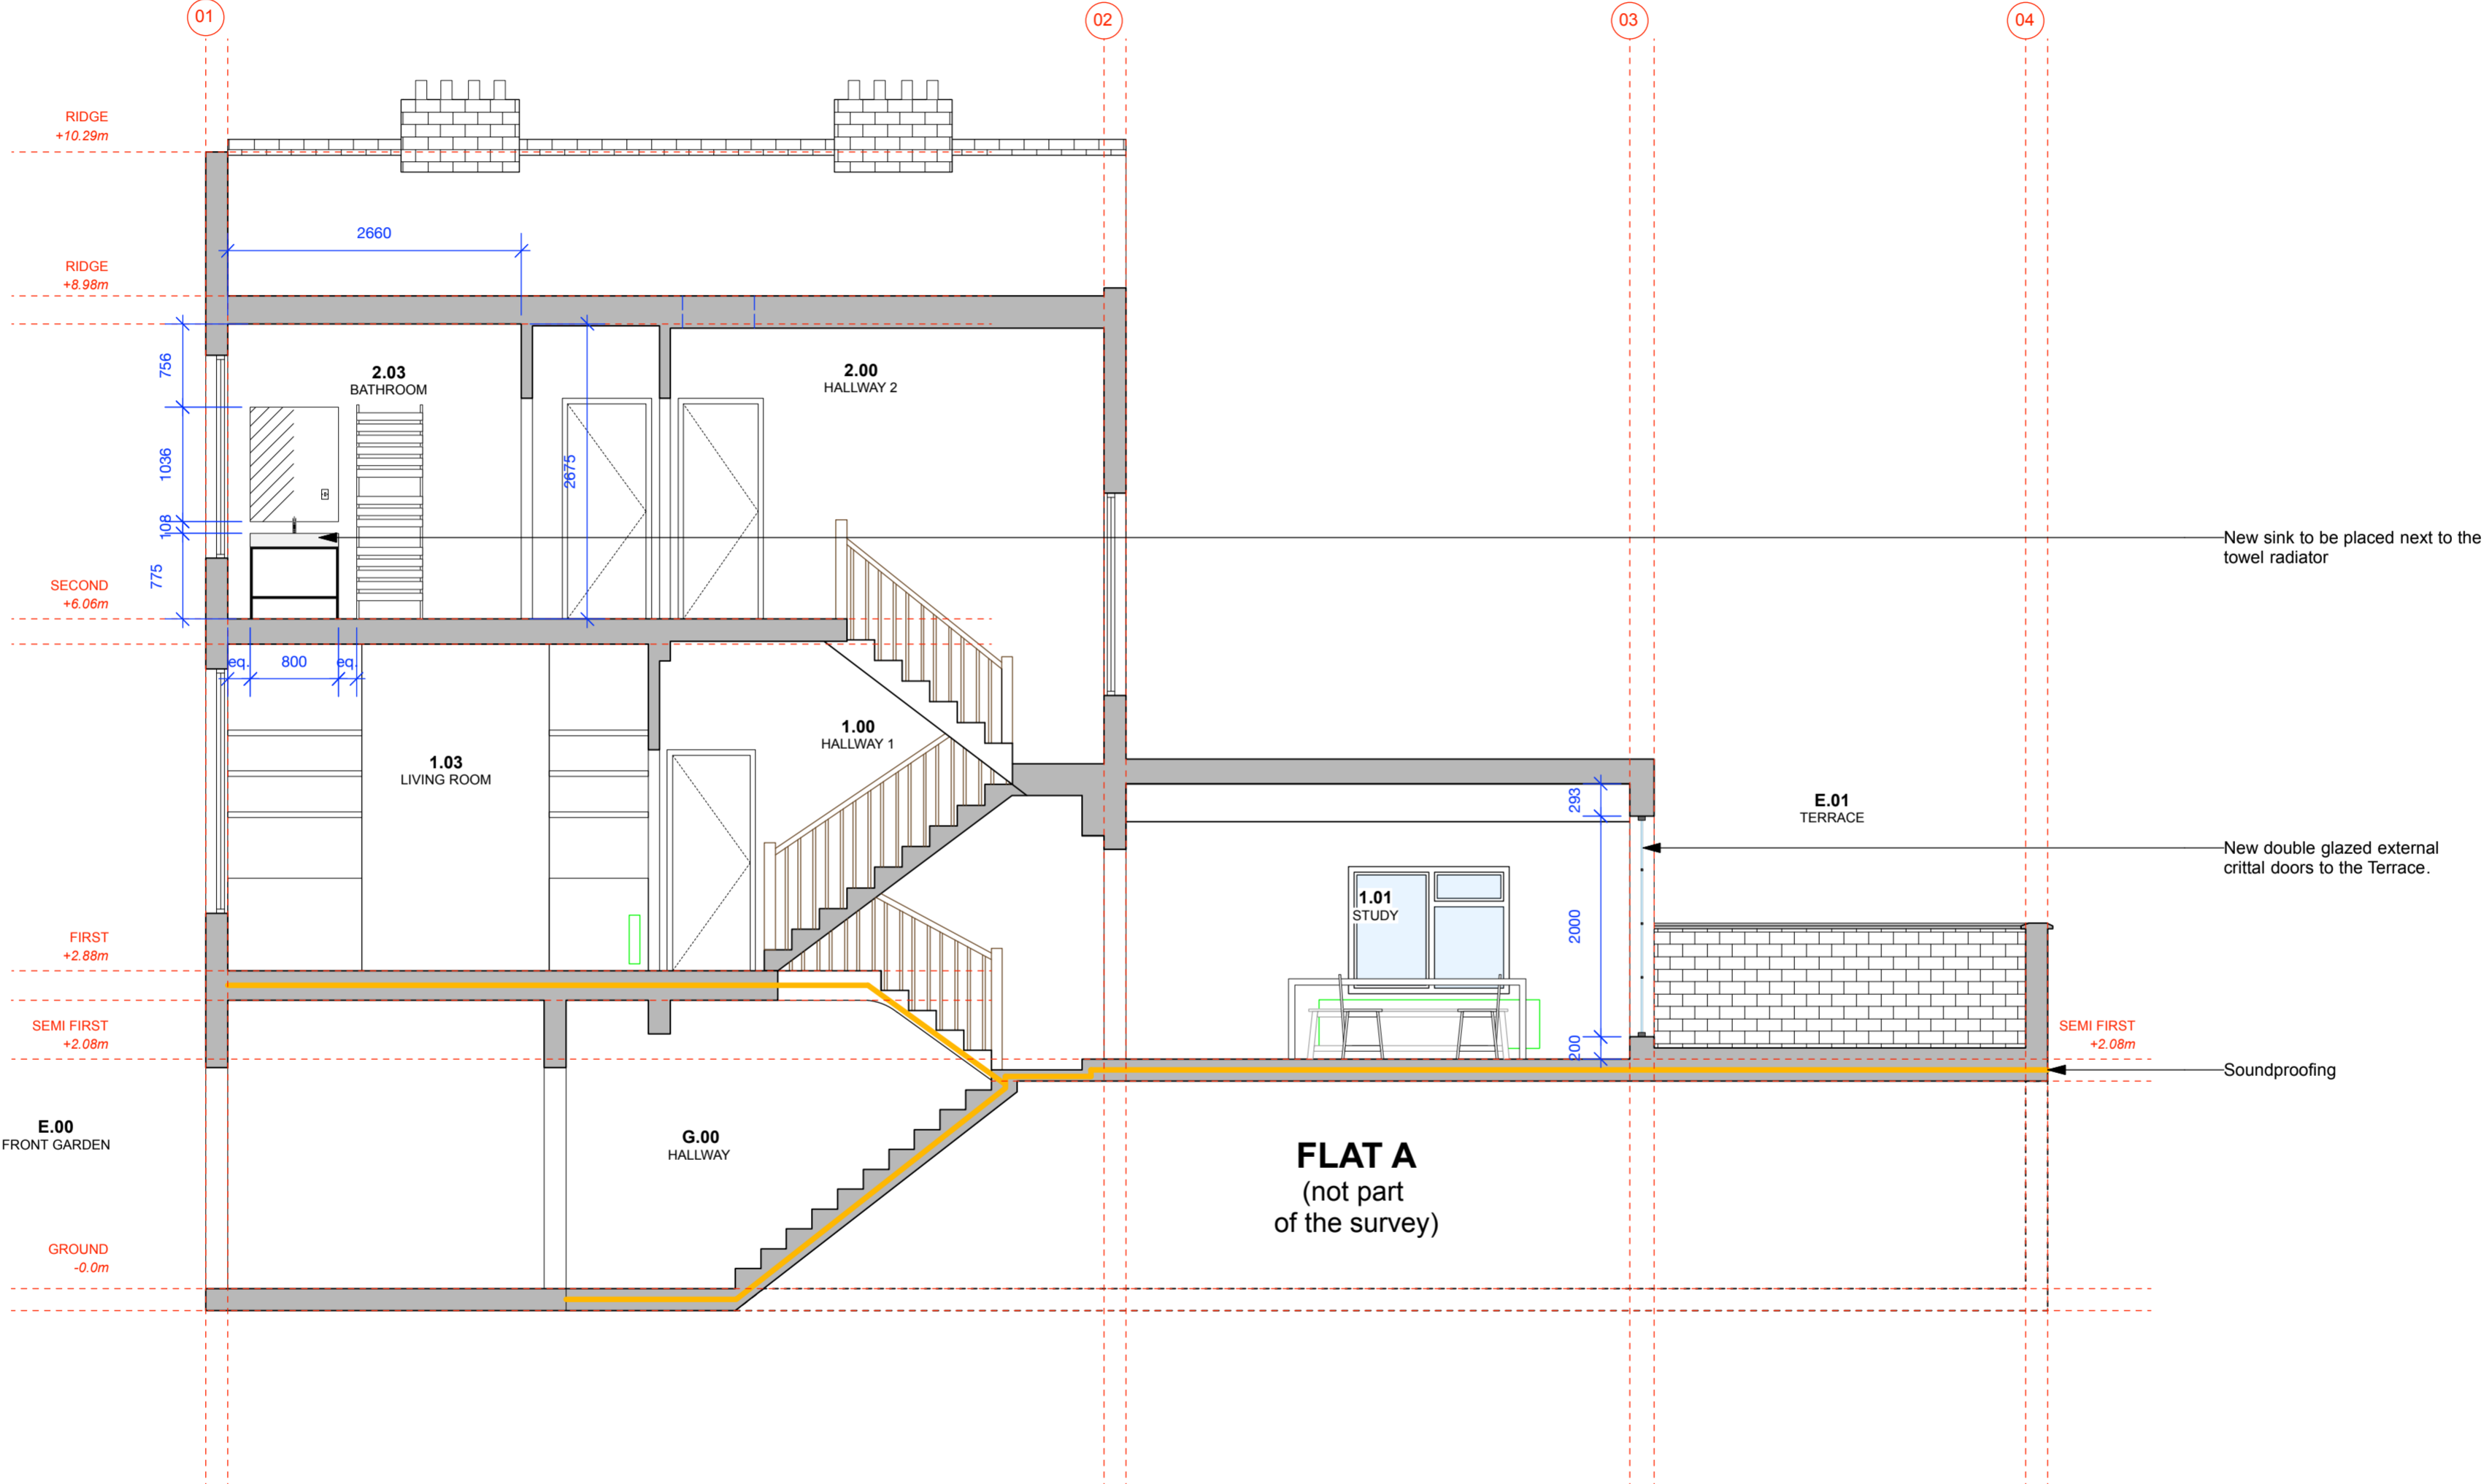 01
02
03
04
RIDGE
+10.29m
2660
RIDGE
+8.98m
756
2.03
BATHROOM
2.00
HALLWAY 2
1036
2675
108
New sink to be placed next to the
towel radiator
775
SECOND
+6.06m
eq.
800
eq.
1.00
HALLWAY 1
1.03
LIVING ROOM
293
E.01
TERRACE
New double glazed external
crittal doors to the Terrace.
1.01
STUDY
2000
FIRST
+2.88m
SEMI FIRST
+2.08m
200
SEMI FIRST
+2.08m
Soundproofing
E.00
FRONT GARDEN
G.00
HALLWAY
FLAT A
(not part
of the survey)
GROUND
-0.0m